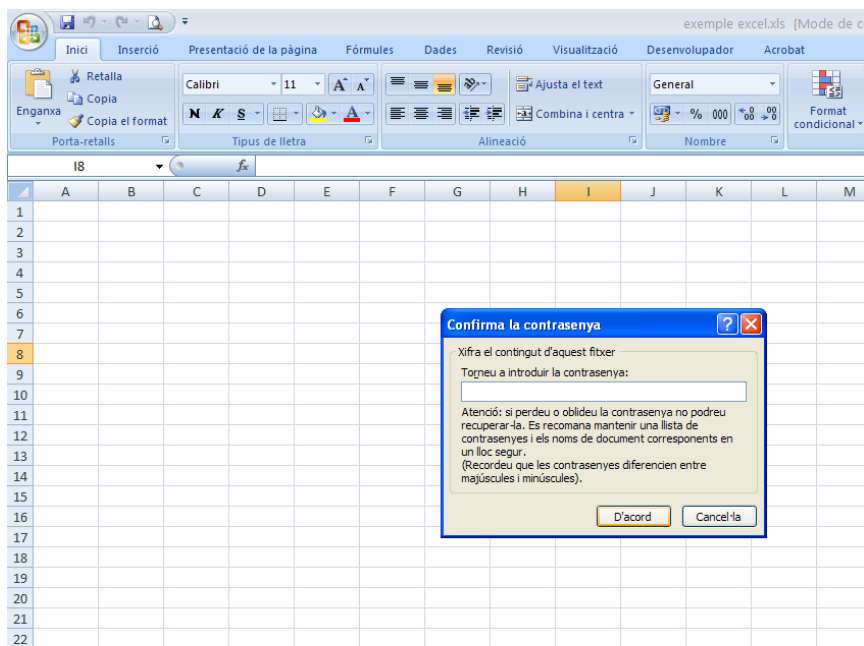 exemple excel.xls [Mode de c
Inici Inserció Presentació de la pàgina Fórmules Dades Revisió Visualització Desenvolupador Acrobat
Enganxa
Retalla
Copia
Copia el format
Porta-retalls
Calibri 11 A A
N K S A
Tipus de lletra
Ajusta el text
Combina i centra
Alineació
General
% 000
Nombre
Format
condicional
I8 fx
A B C D E F G H I J K L M
1
2
3
4
5
6
7
8
9
10
11
12
13
14
15
16
17
18
19
20
21
22
Confirma la contrasenya
Xifra el contingut d'aquest fitxer
Torneu a introduir la contrasenya:
Atenció: si perdeu o oblideu la contrasenya no podreu
recuperar-la. Es recomana mantenir una llista de
contrasenyes i els noms de document corresponents en
un lloc segur.
(Recordeu que les contrasenyes diferencien entre
majúscules i minúscules).
D'acord Cancel·la